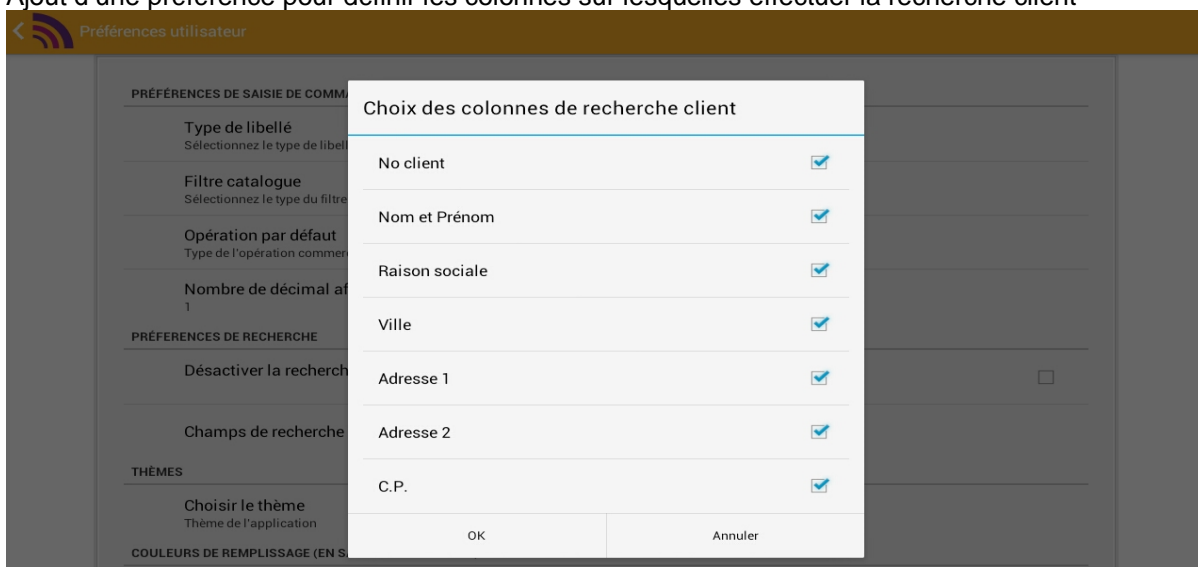 Ajout d'une préférence pour définir les colonnes sur lesquelles effectuer la recherche client
Préférences utilisateur
PRÉFÉRENCES DE SAISIE DE COMMA
Type de libellé
Sélectionnez le type de libell
Filtre catalogue
Sélectionnez le type du filtre
Opération par défaut
Type de l'opération commer
Nombre de décimal af
1
PRÉFERENCES DE RECHERCHE
Désactiver la recherch
Champs de recherche
THÈMES
Choisir le thème
Thème de l'application
COULEURS DE REMPLISSAGE (EN S
Choix des colonnes de recherche client
No client
Nom et Prénom
Raison sociale
Ville
Adresse 1
Adresse 2
C.P.
OK
Annuler